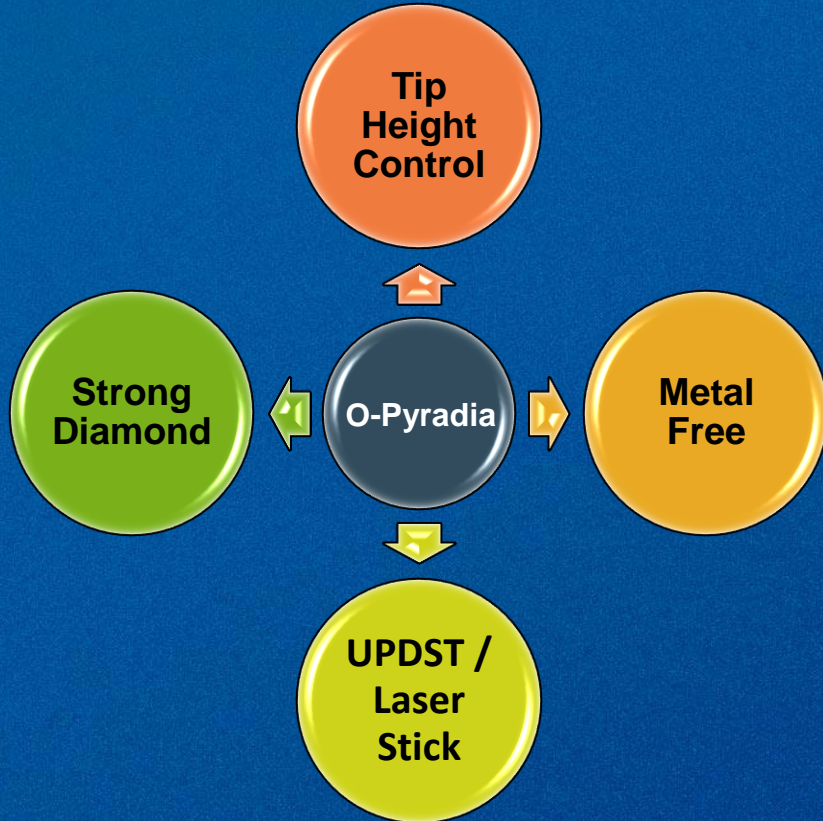 Tip
Height
Control
Strong
Diamond
O-Pyradia
Metal
Free
UPDST /
Laser
Stick